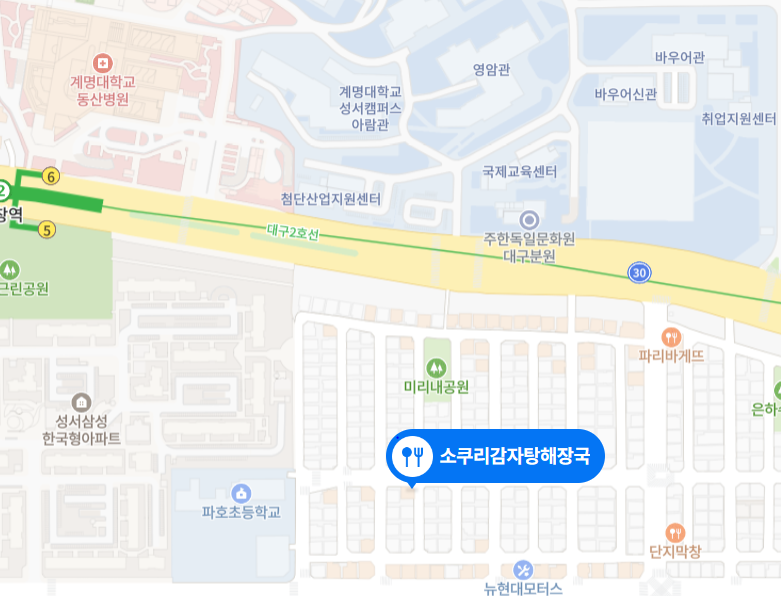 계명대학교
동산병원
계명대학교
성서캠퍼스
아람관
영암관
바우어관
바우어신관
취업지원센터
국제교육센터
첨단산업지원센터
6
2
창역
5
대구2호선
주한독일문화원
대구분원
30
근린공원
파리바게뜨
미리내공원
은하수
성서삼성
한국형아파트
소쿠리감자탕해장국
파호초등학교
단지막창
뉴현대모터스